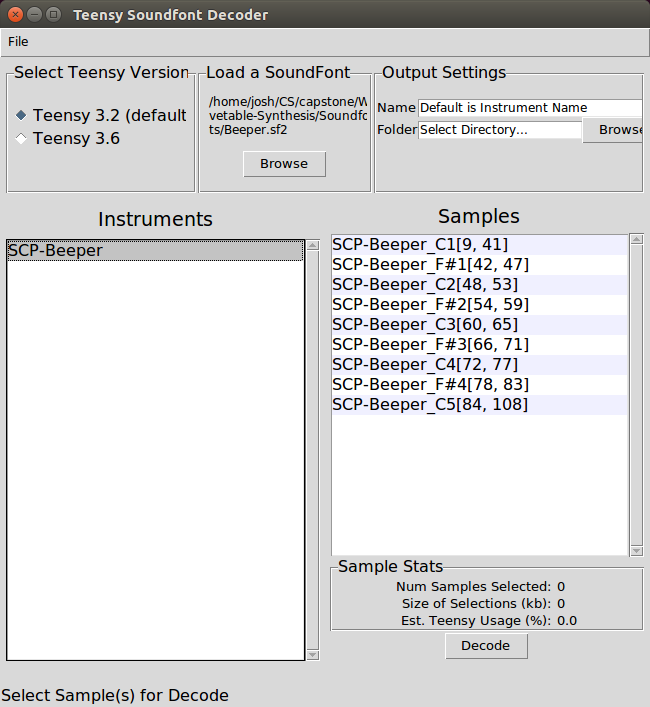 Teensy Soundfont Decoder
File
Select Teensy Version
Teensy 3.2 (default
Teensy 3.6
Load a SoundFont
/home/josh/CS/capstone/W
vetable-Synthesis/Soundfo
ts/Beeper.sf2
Browse
Output Settings
Name Default is Instrument Name
Folder Select Directory... Browse
Instruments
SCP-Beeper
Samples
SCP-Beeper_C1[9, 41]
SCP-Beeper_F#1[42, 47]
SCP-Beeper_C2[48, 53]
SCP-Beeper_F#2[54, 59]
SCP-Beeper_C3[60, 65]
SCP-Beeper_F#3[66, 71]
SCP-Beeper_C4[72, 77]
SCP-Beeper_F#4[78, 83]
SCP-Beeper_C5[84, 108]
Sample Stats
Num Samples Selected: 0
Size of Selections (kb): 0
Est. Teensy Usage (%): 0.0
Decode
Select Sample(s) for Decode